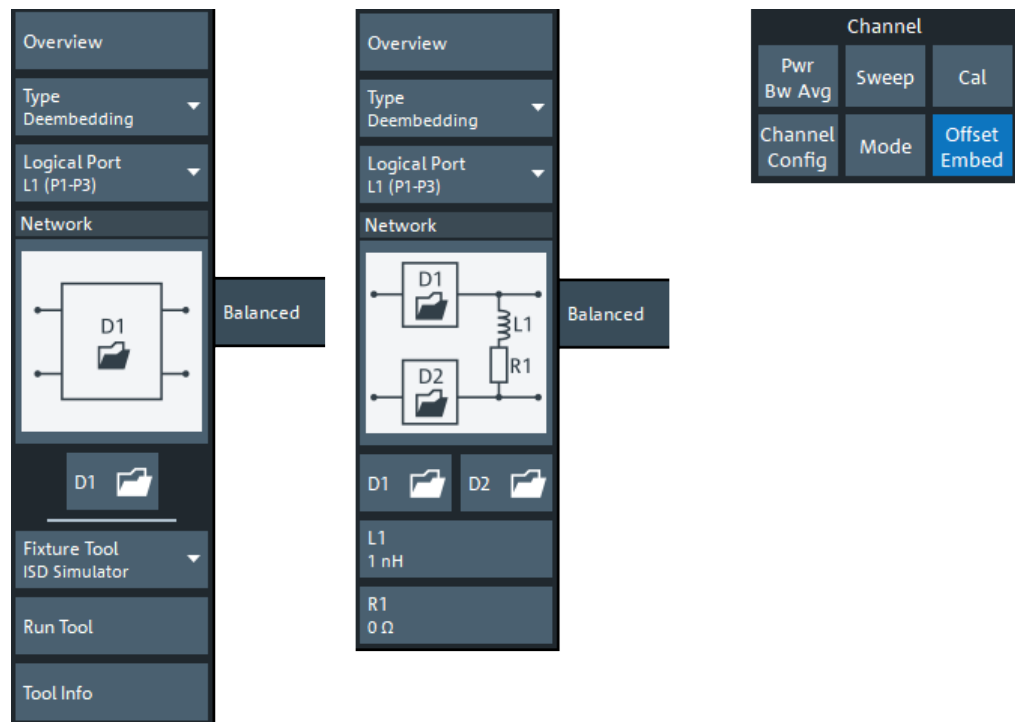 Overview
Type
Deembedding
Logical Port
L1 (P1-P3)
Network
D1
Balanced
D1
Fixture Tool
ISD Simulator
Run Tool
Tool Info
Overview
Type
Deembedding
Logical Port
L1 (P1-P3)
Network
D1
L1
D2
R1
Balanced
D1
D2
L1
1 nH
R1
0 Ω
Channel
Pwr
Bw Avg
Sweep
Cal
Channel
Config
Mode
Offset
Embed